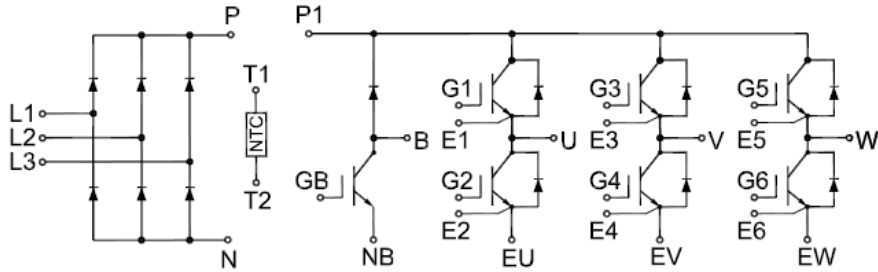 P P1
T1 G1 G3 G5
L1
L2 NTC E1 B U E3 V E5 W
L3
T2 GB G2 G4 G6
E2 E4 E6
N NB EU EV EW